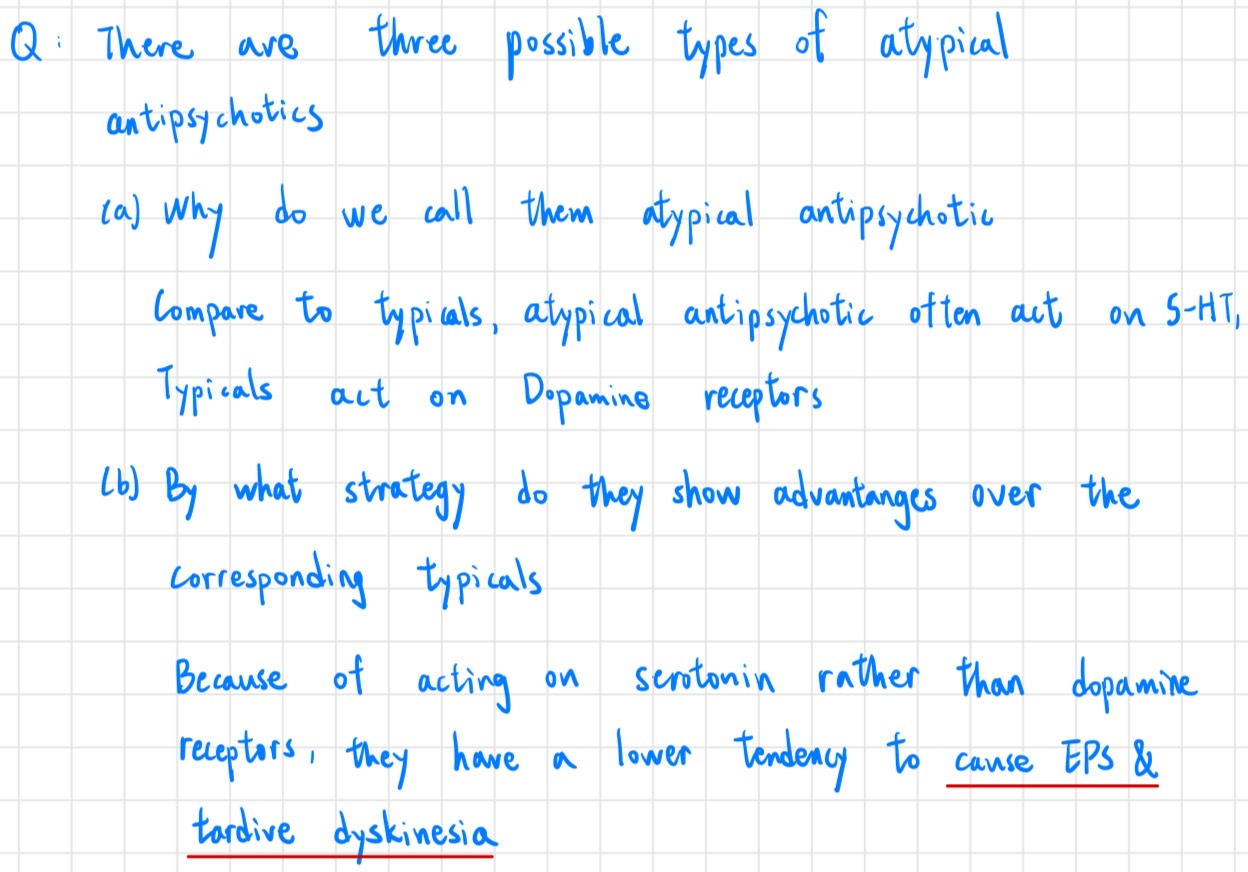 Q: There are three possible types of atypical
antipsychotics
(a) Why do we call them atypical antipsychotic
Compare to typicals, atypical antipsychotic often act on 5-HT,
Typicals act on Dopamine receptors
(b) By what strategy do they show advantanges over the
corresponding typicals
Because of acting on serotonin rather than dopamine
receptors, they have a lower tendency to cause EPS &
tardive dyskinesia